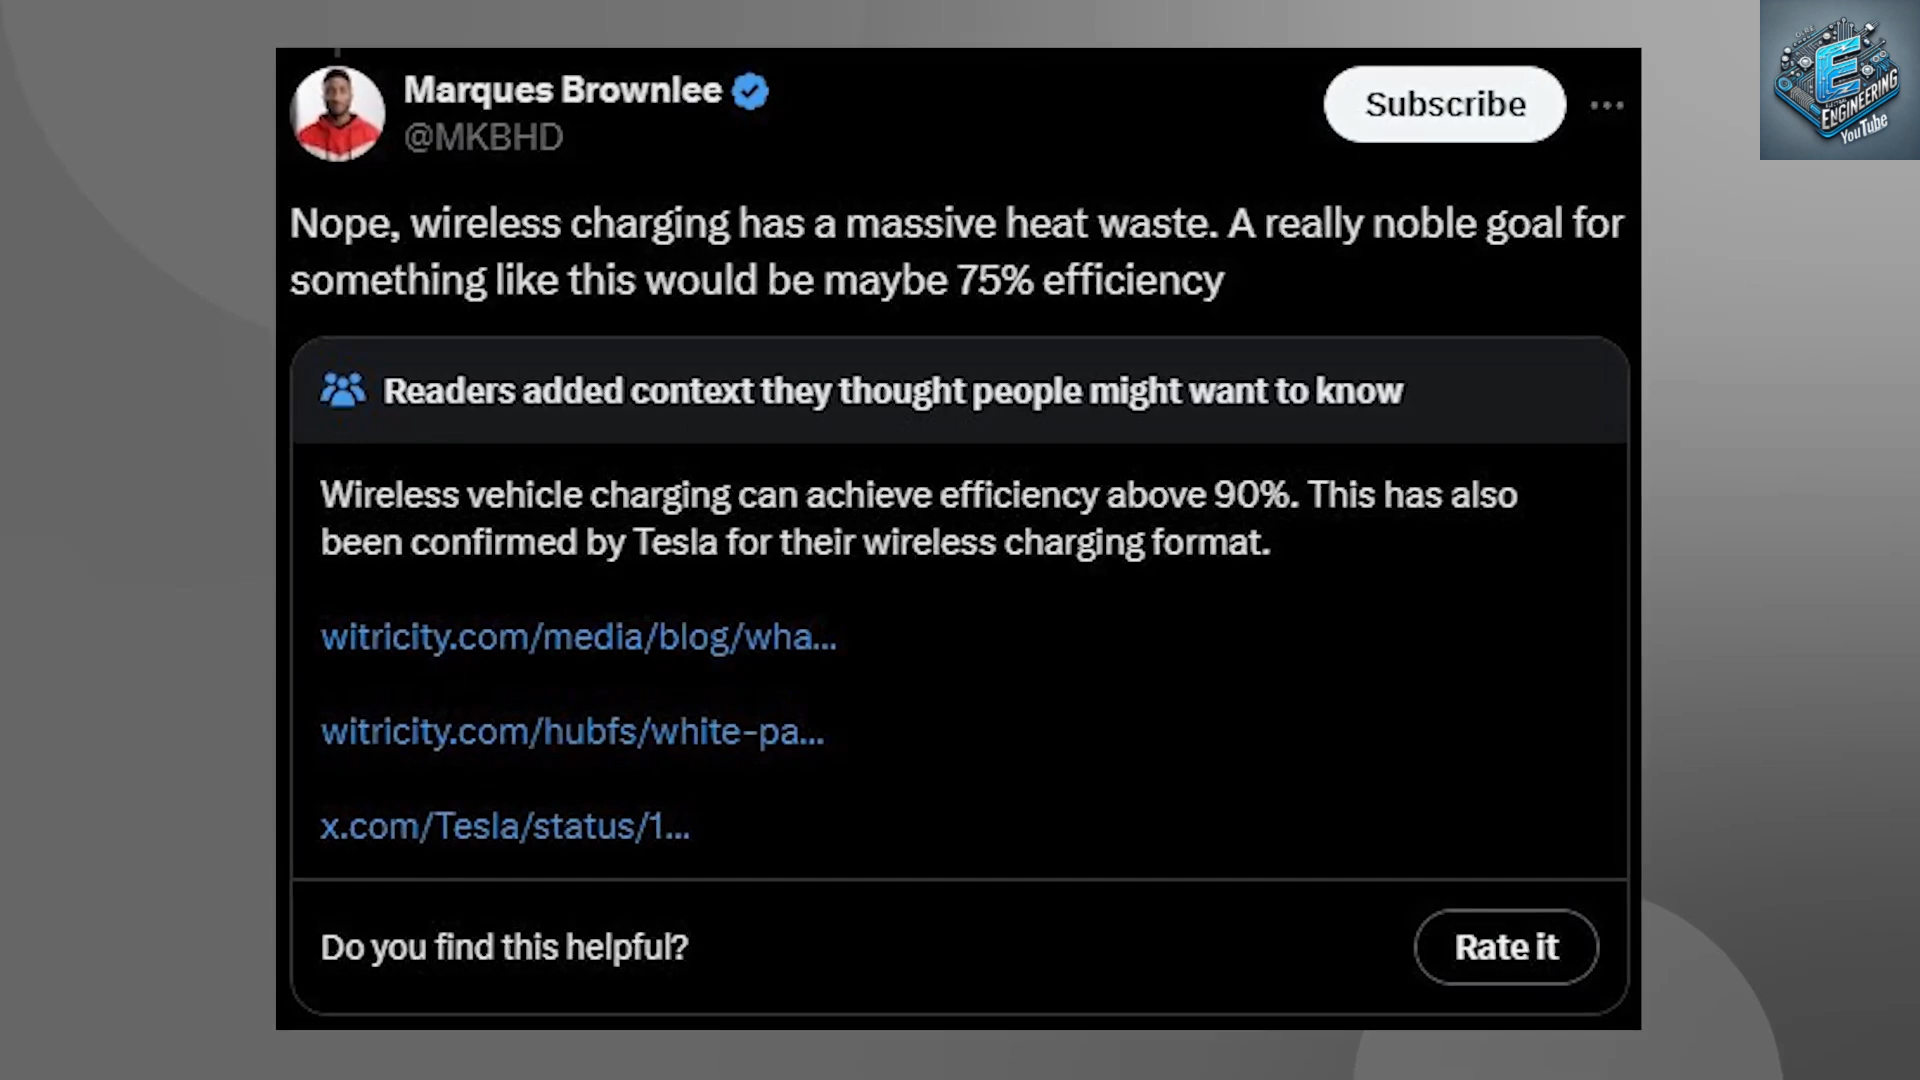 Marques Brownlee
@MKBHD
Subscribe
Nope, wireless charging has a massive heat waste. A really noble goal for
something like this would be maybe 75% efficiency
Readers added context they thought people might want to know
Wireless vehicle charging can achieve efficiency above 90%. This has also
been confirmed by Tesla for their wireless charging format.
witricity.com/media/blog/wha...
witricity.com/hubfs/white-pa...
x.com/Tesla/status/1...
Do you find this helpful?
Rate it
E
ENGINEERING
YouTube